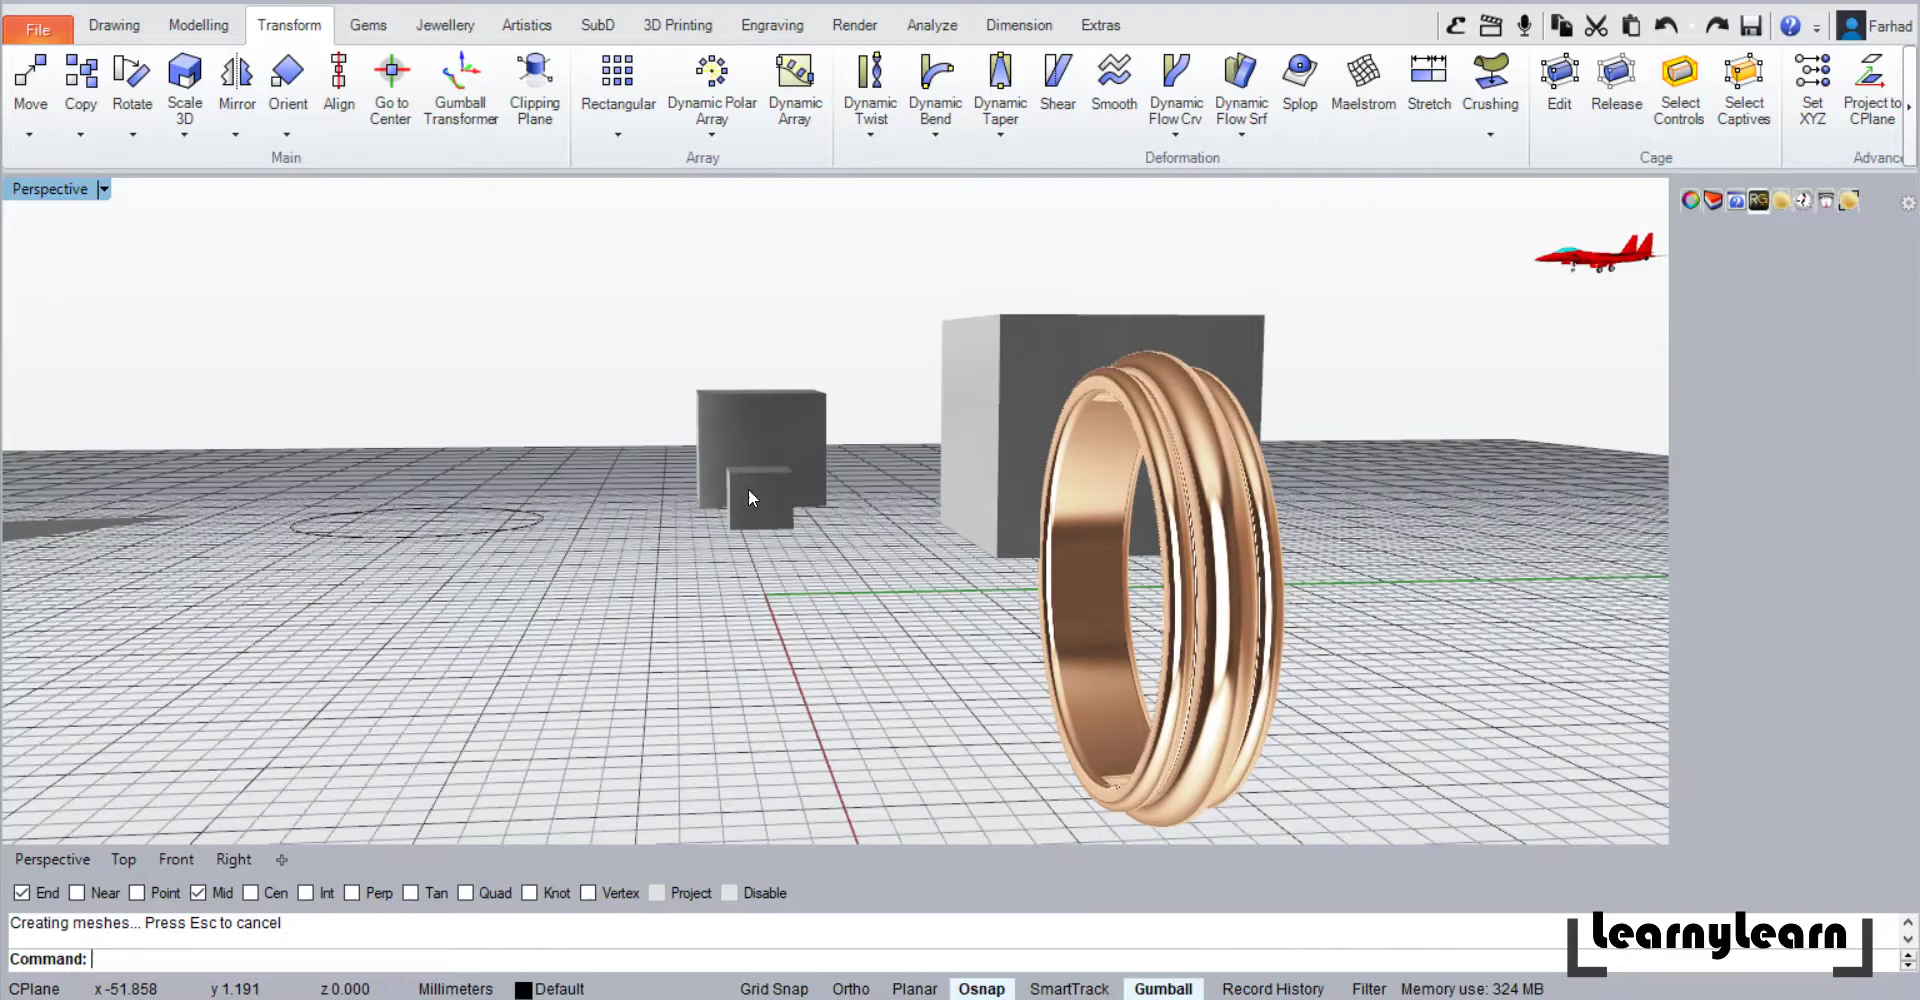 File Drawing Modelling Transform Gems Jewellery Artistics SubD 3D Printing Engraving Render Analyze Dimension Extras Farhad
Move Copy Rotate Scale 3D Mirror Orient Align Go to Center Gumball Transformer Clipping Plane Rectangular Dynamic Polar Array Dynamic Array Dynamic Twist Dynamic Bend Dynamic Taper Shear Smooth Dynamic Flow Crv Dynamic Flow Srf Splop Maelstrom Stretch Crushing Edit Release Select Controls Select Captives Set XYZ Project to CPlane
Main Array Deformation Cage Advanc
Perspective
RG
Perspective Top Front Right
End Near Point Mid Cen Int Perp Tan Quad Knot Vertex Project Disable
Creating meshes... Press Esc to cancel
LearnyLearn
Command:
CPlane x -51.858 y 1.191 z 0.000 Millimeters Default Grid Snap Ortho Planar Osnap SmartTrack Gumball Record History Filter Memory use: 324 MB